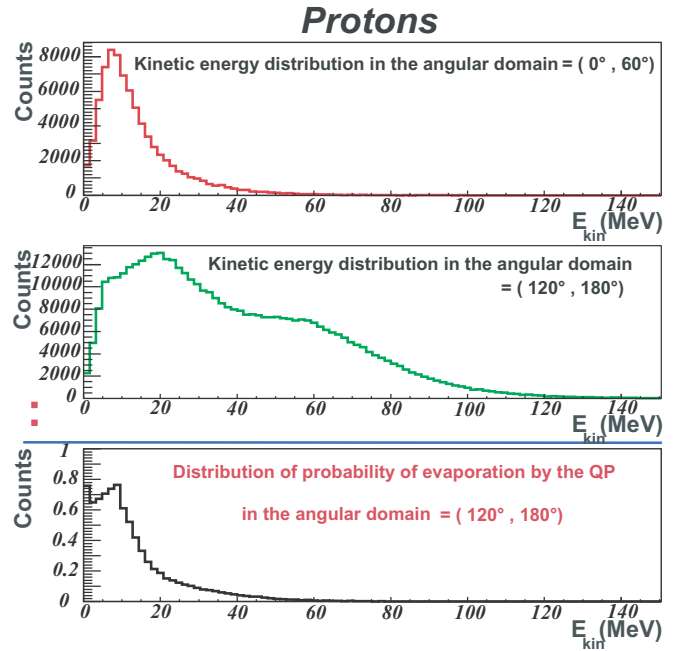 Protons
Counts
8000
6000
4000
2000
0
Kinetic energy distribution in the angular domain = ( 0° , 60°)
0 20 40 60 80 100 120 140
E_kin (MeV)
Counts
12000
10000
8000
6000
4000
2000
0
Kinetic energy distribution in the angular domain
= ( 120° , 180°)
0 20 40 60 80 100 120 140
E_kin (MeV)
Counts
1
0.8
0.6
0.4
0.2
0
Distribution of probability of evaporation by the QP
in the angular domain = ( 120° , 180°)
0 20 40 60 80 100 120 140
E_kin (MeV)